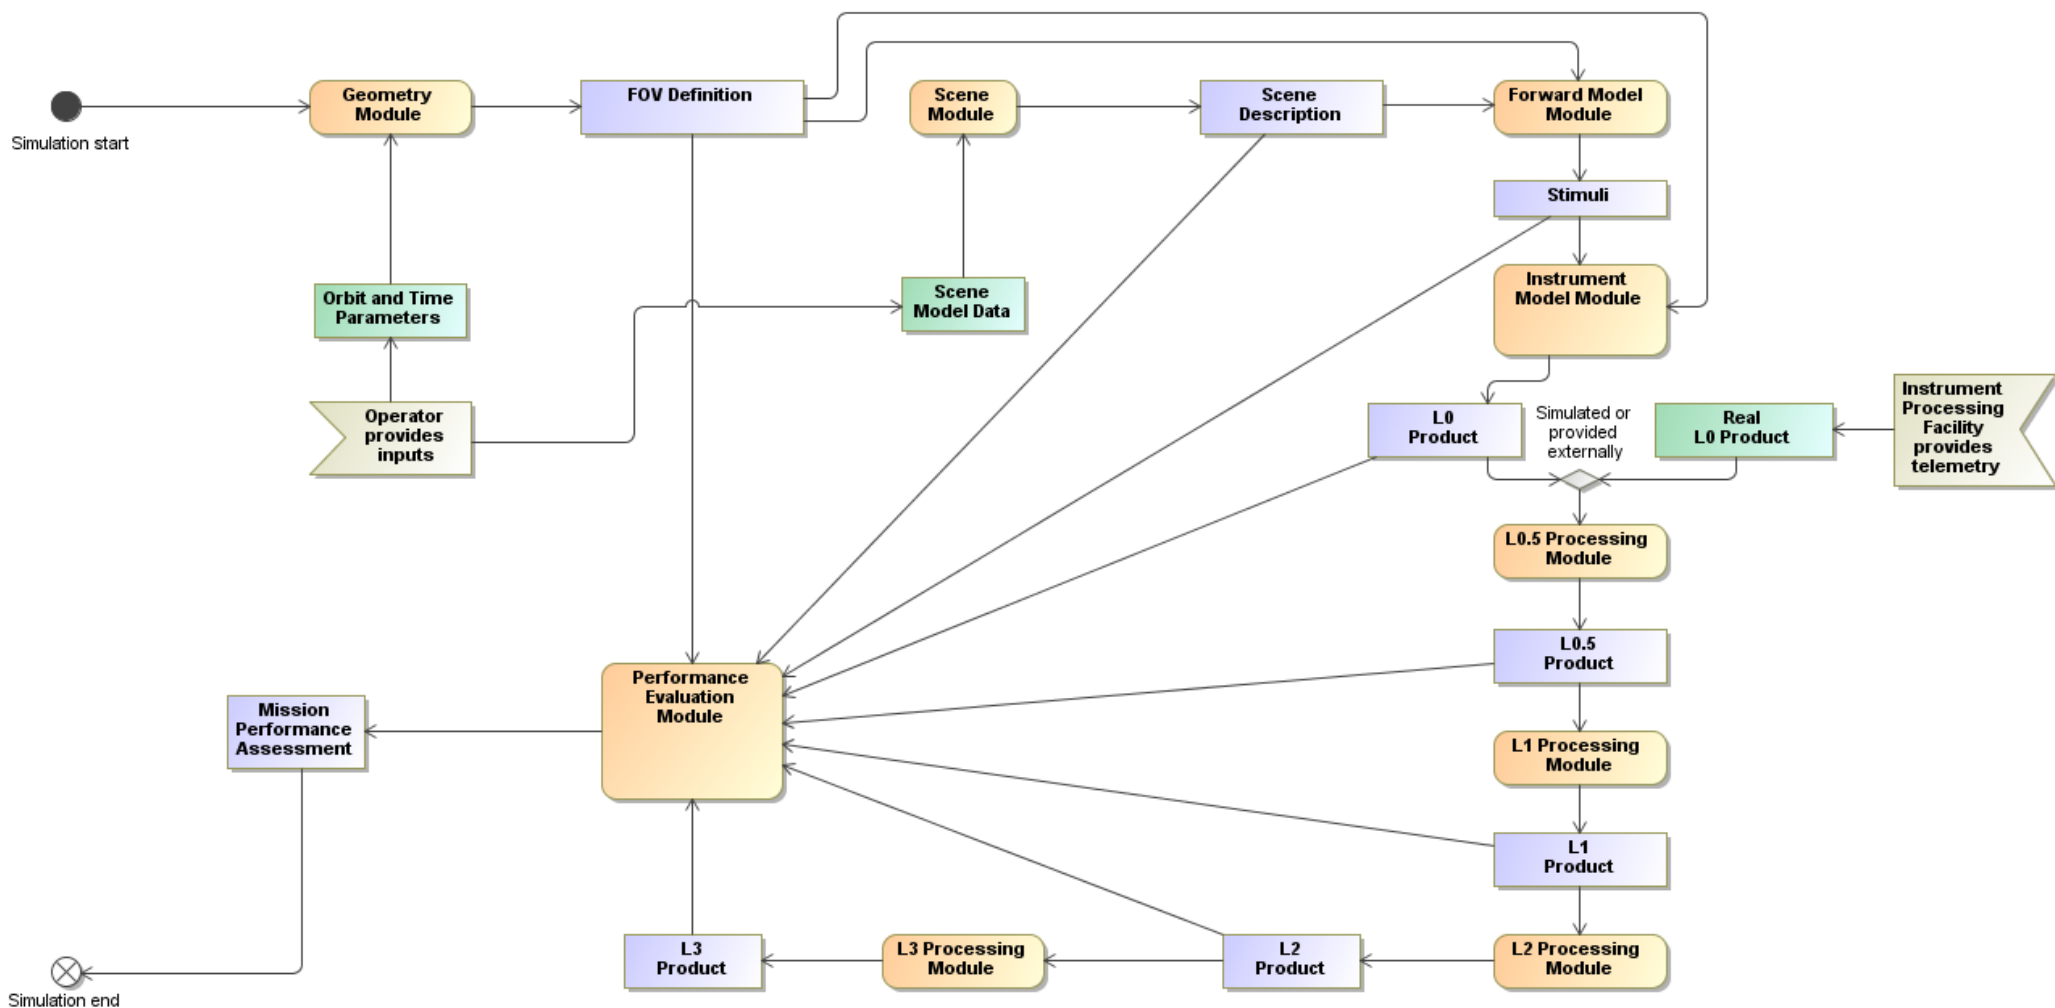 Simulation start
Geometry
Module
FOV Definition
Scene
Module
Scene
Description
Forward Model
Module
Stimuli
Instrument
Model Module
Orbit and Time
Parameters
Scene
Model Data
Operator
provides
inputs
L0
Product
Simulated or
provided
externally
Real
L0 Product
Instrument
Processing
Facility
provides
telemetry
L0.5 Processing
Module
L0.5
Product
Performance
Evaluation
Module
Mission
Performance
Assessment
L1 Processing
Module
L1
Product
L3
Product
L3 Processing
Module
L2
Product
L2 Processing
Module
Simulation end